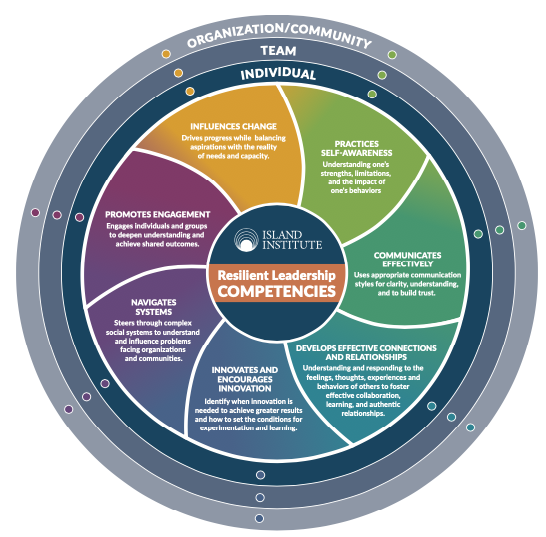 ORGANIZATION/COMMUNITY
TEAM
INDIVIDUAL
INFLUENCES CHANGE
Drives progress while balancing
aspirations with the reality
of needs and capacity.
PRACTICES
SELF-AWARENESS
Understanding one's
strengths, limitations,
and the impact of
one's behaviors
PROMOTES ENGAGEMENT
Engages individuals and groups
to deepen understanding and
achieve shared outcomes.
ISLAND
INSTITUTE
Resilient Leadership
COMPETENCIES
COMMUNICATES
EFFECTIVELY
Uses appropriate communication
styles for clarity, understanding,
and to build trust.
NAVIGATES
SYSTEMS
Steers through complex
social systems to understand
and influence problems
facing organizations
and communities.
INNOVATES AND
ENCOURAGES
INNOVATION
Identify when innovation is
needed to achieve greater results
and how to set the conditions for
experimentation and learning.
DEVELOPS EFFECTIVE CONNECTIONS
AND RELATIONSHIPS
Understanding and responding to the
feelings, thoughts, experiences and
behaviors of others to foster
effective collaboration,
learning, and authentic
relationships.